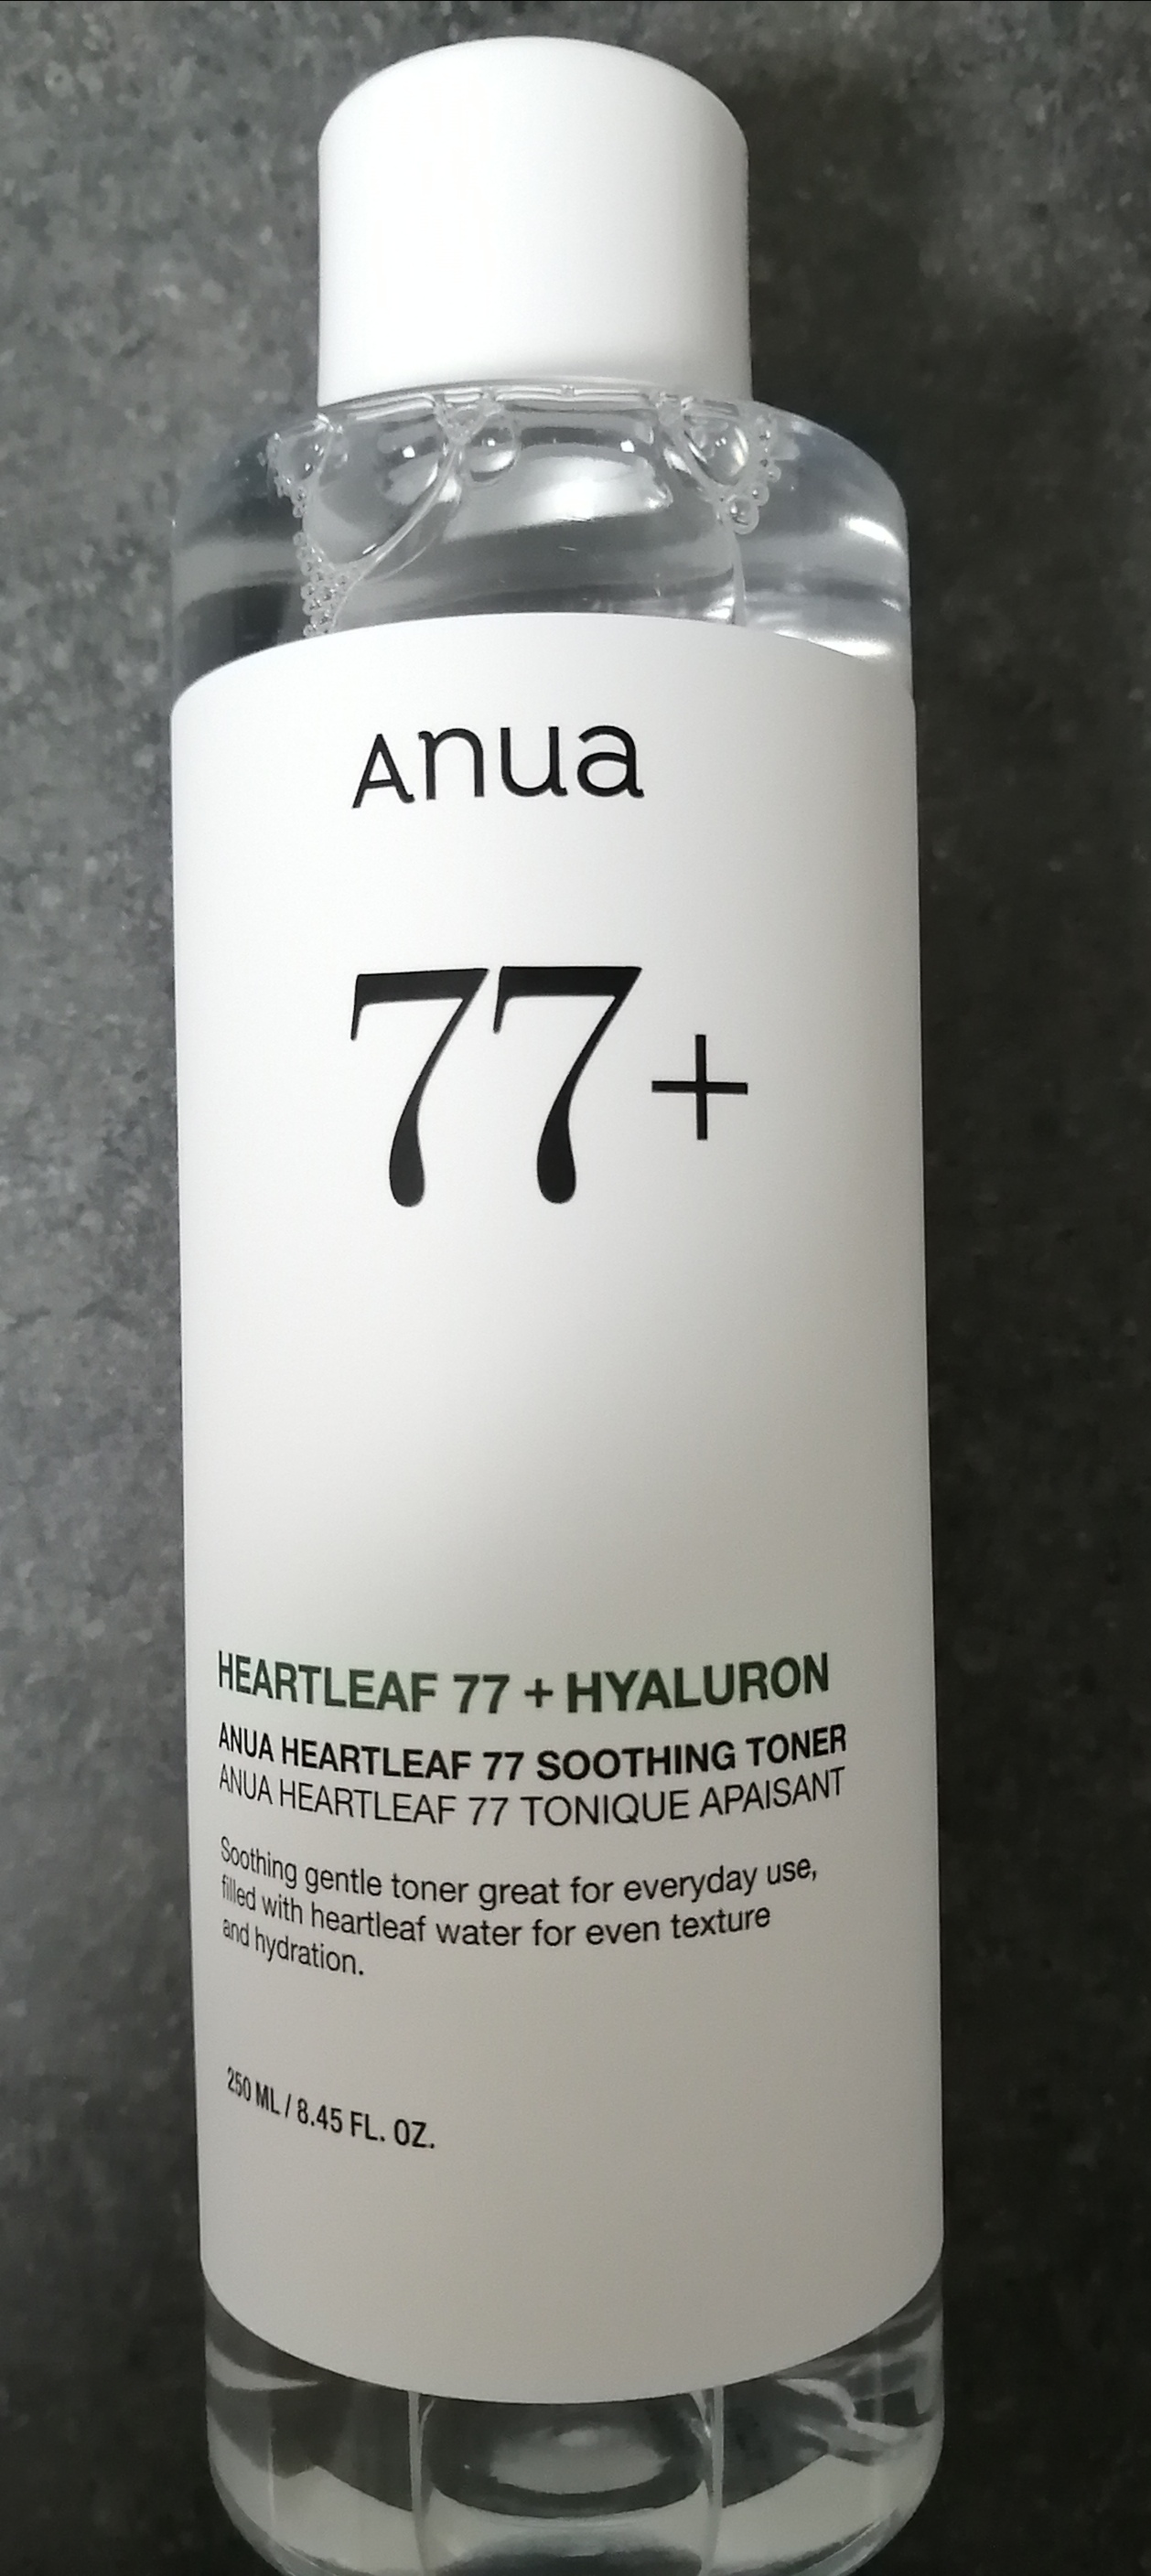 Anua
77+
HEARTLEAF 77 + HYALURON
ANUA HEARTLEAF 77 SOOTHING TONER
ANUA HEARTLEAF 77 TONIQUE APAISANT
Soothing gentle toner great for everyday use,
filled with heartleaf water for even texture
and hydration.
250 ML / 8.45 FL. OZ.